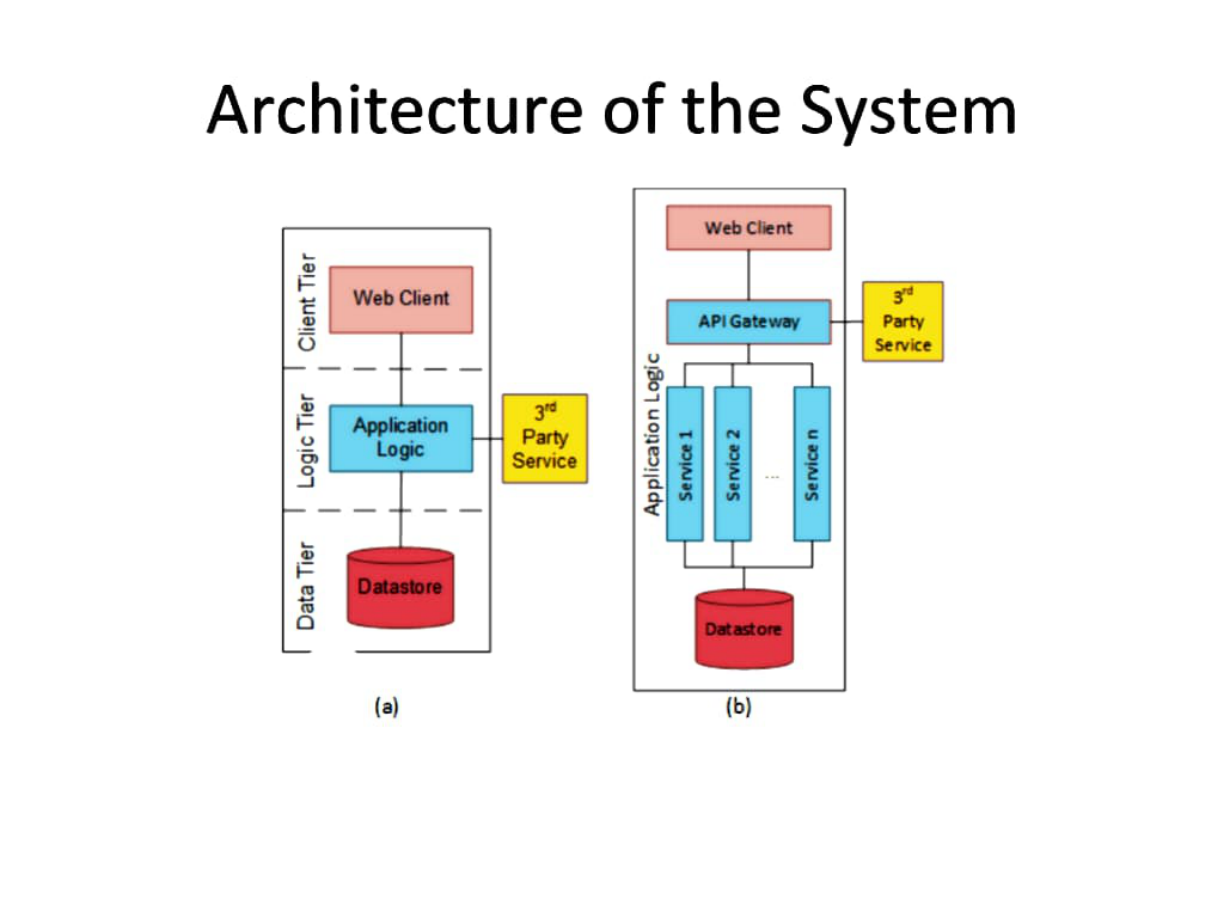 Architecture of the System
Client Tier
Web Client
Logic Tier
Application
Logic
3rd
Party
Service
Data Tier
Datastore
(a)
Web Client
API Gateway
3rd
Party
Service
Application Logic
Service 1
Service 2
...
Service n
Datastore
(b)